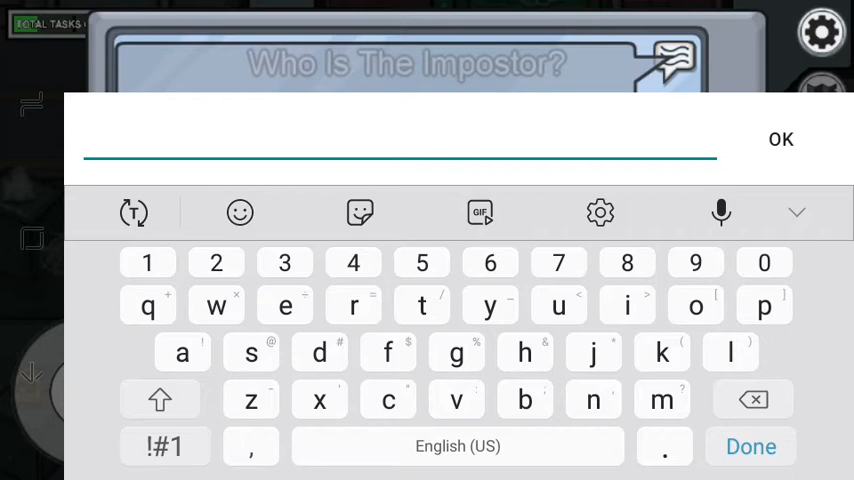 TOTAL TASKS
Who Is The Impostor?
OK
T GIF
1 2 3 4 5 6 7 8 9 0
q + w × e ÷ r = t / y _ u < i > o [ p ]
a ! s @ d # f $ g % h & j * k ( l )
z - x ' c " v : b ; n , m ?
!#1 , English (US) . Done